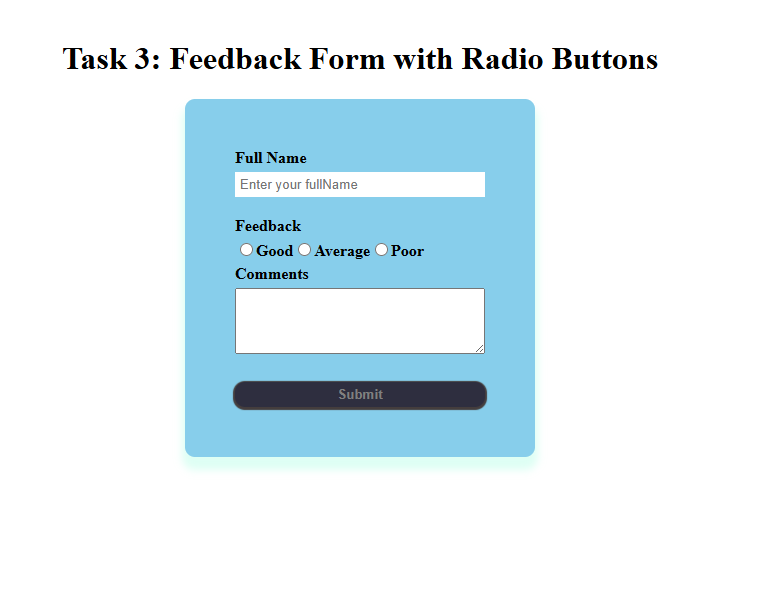 Task 3: Feedback Form with Radio Buttons
Full Name
Enter your fullName
Feedback
Good Average Poor
Comments
Submit